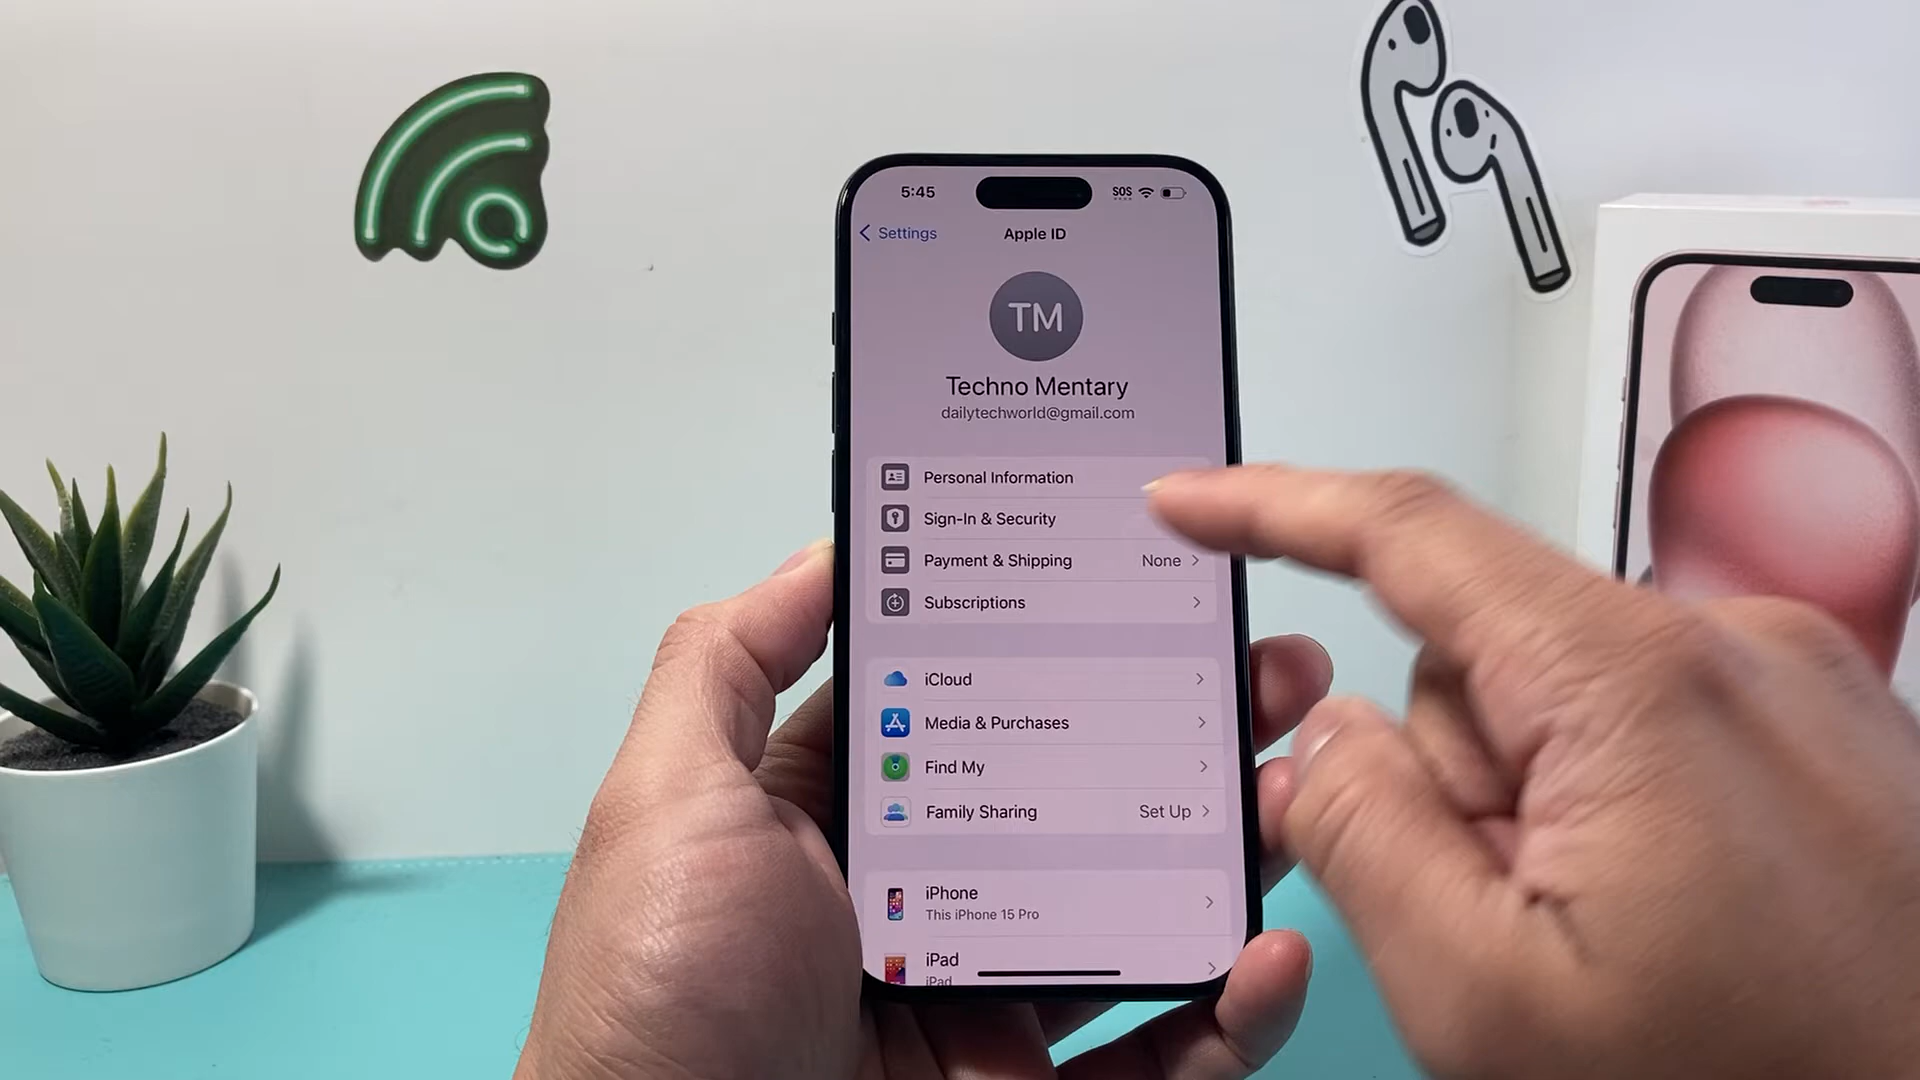 5:45
SOS
Settings
Apple ID
TM
Techno Mentary
dailytechworld@gmail.com
Personal Information
Sign-In & Security
Payment & Shipping None
Subscriptions
iCloud
Media & Purchases
Find My
Family Sharing Set Up
iPhone
This iPhone 15 Pro
iPad
iPad